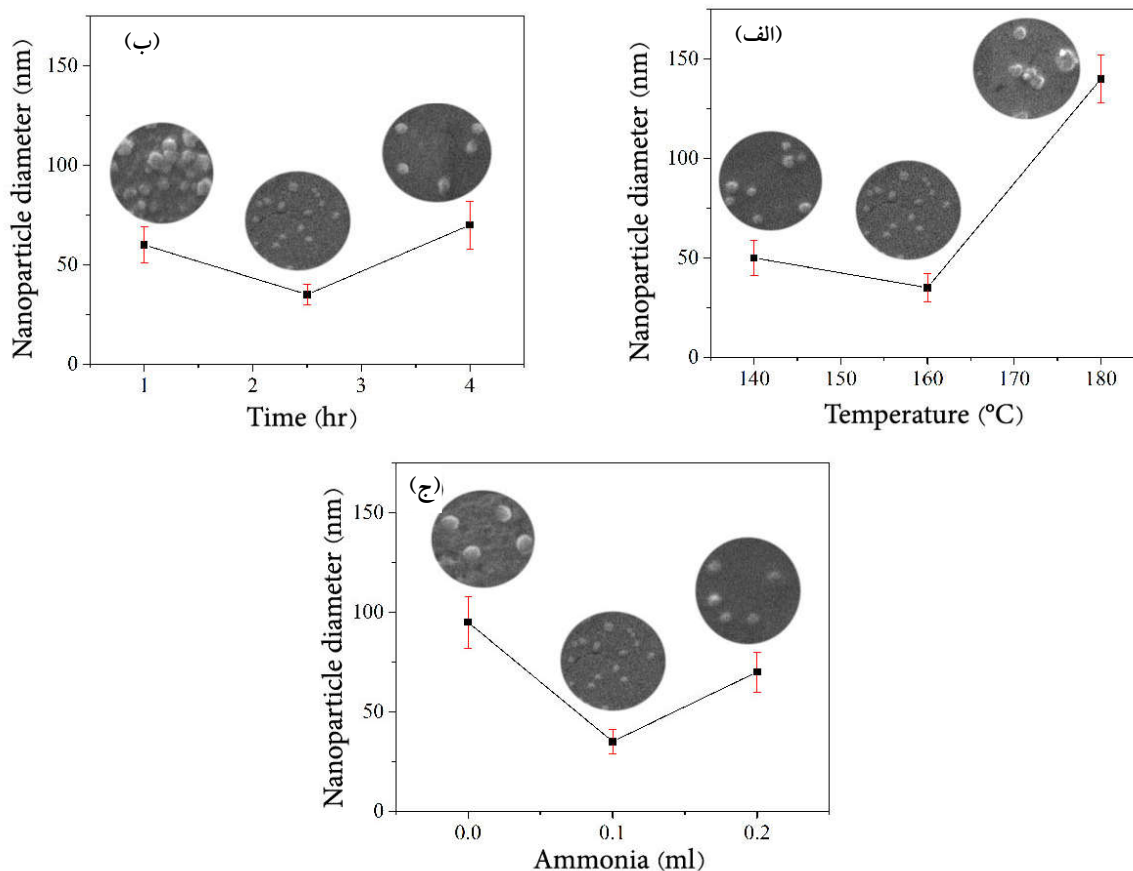 (ب)
150
100
50
0
Nanoparticle diameter (nm)
1
2
3
4
Time (hr)
(الف)
150
100
50
0
Nanoparticle diameter (nm)
140
150
160
170
180
Temperature (°C)
(ج)
150
100
50
0
Nanoparticle diameter (nm)
0.0
0.1
0.2
Ammonia (ml)